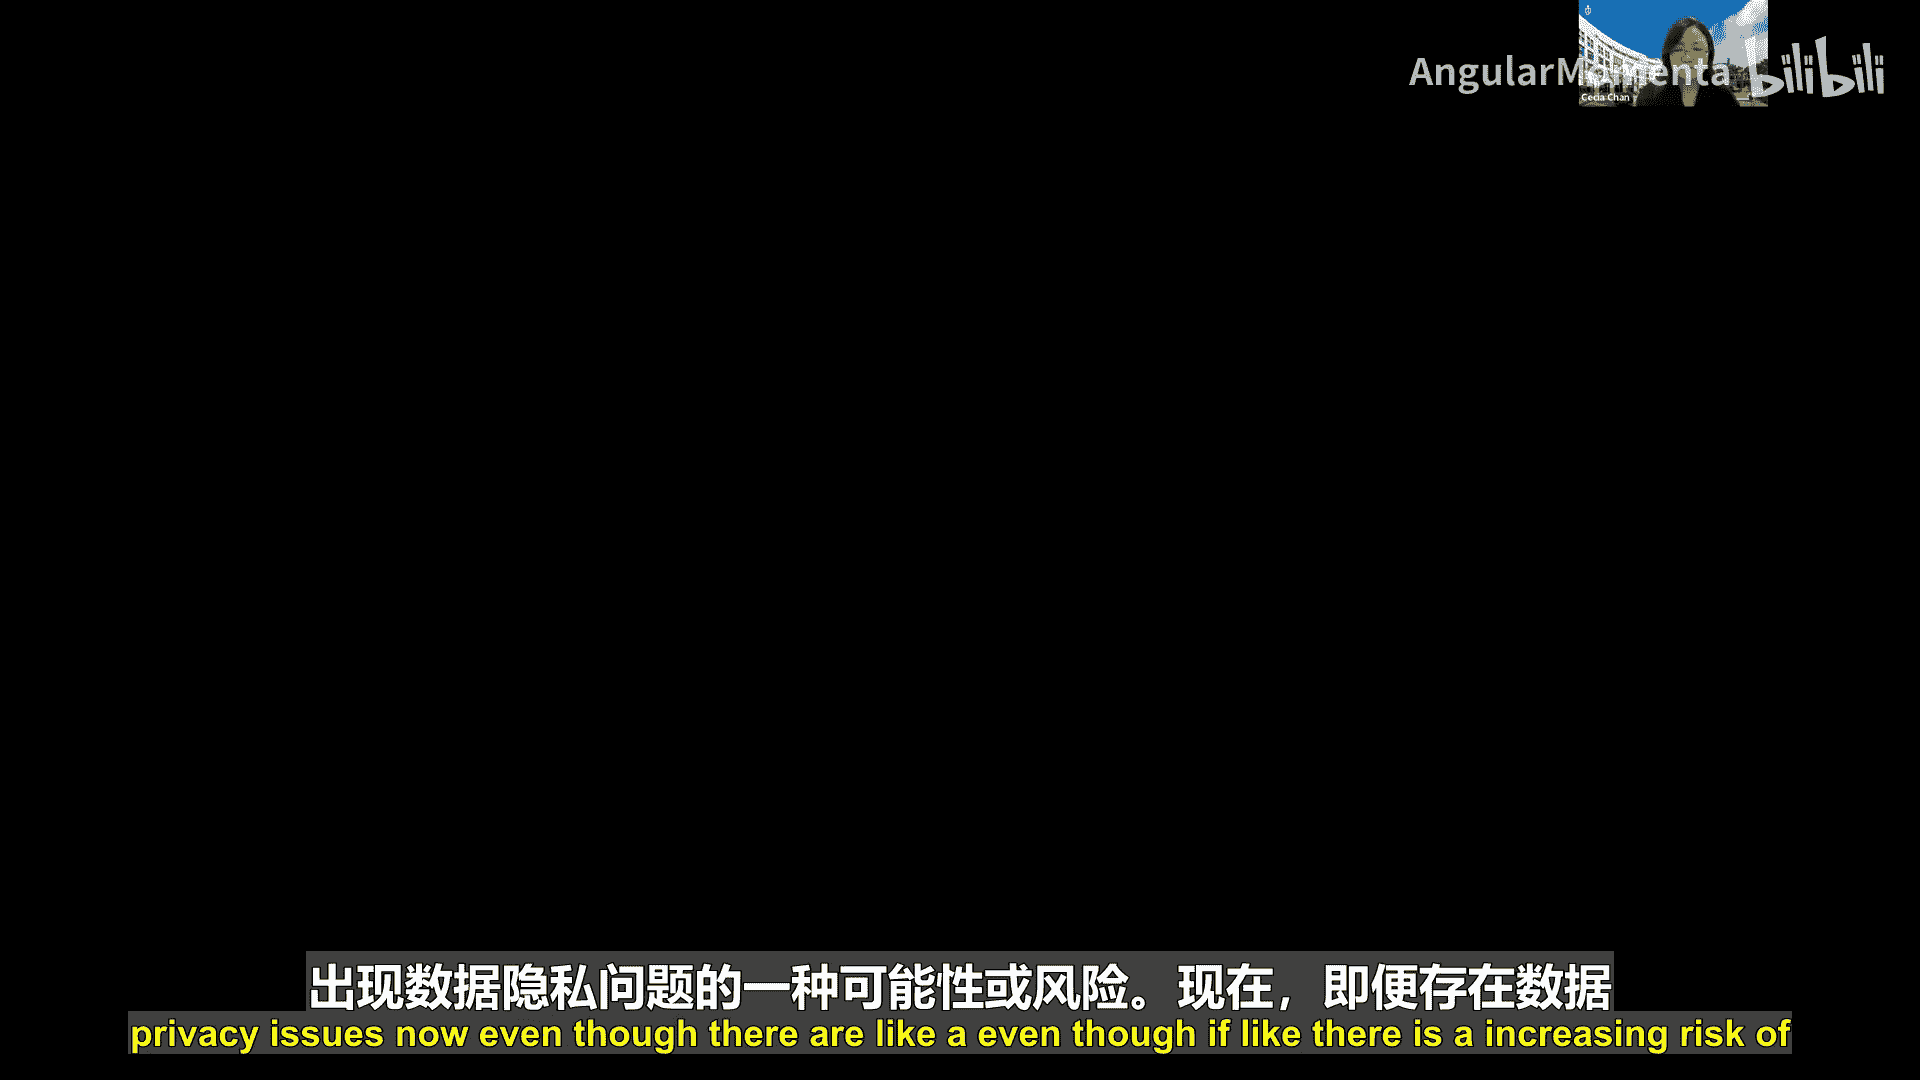 AngularMomenta bilibili
Cecia Chan
出现数据隐私问题的一种可能性或风险。现在，即便存在数据
privacy issues now even though there are like a even though if like there is a increasing risk of